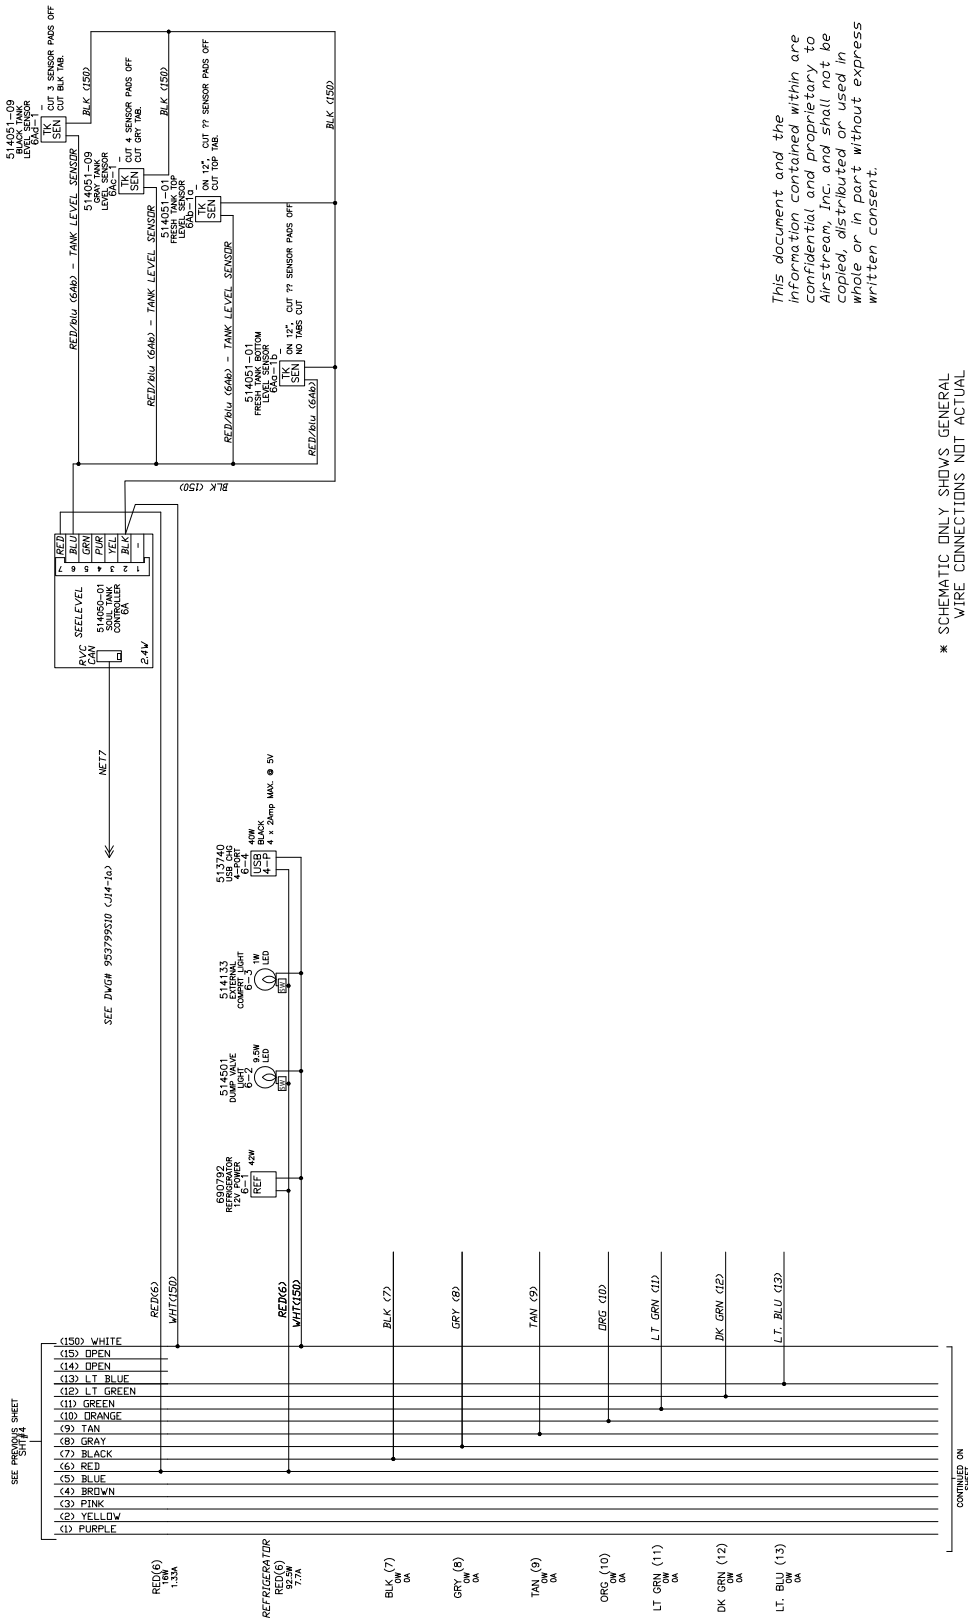 514051-09
BLACK TANK
LEVEL SENSOR
6Ad-1
TK
SEN
CUT 3 SENSOR PADS OFF
CUT BLK TAB.
BLK (150)
514051-09
GRAY TANK
LEVEL SENSOR
6Ac-1
TK
SEN
CUT 4 SENSOR PADS OFF
CUT GRY TAB.
BLK (150)
514051-01
FRESH TANK TOP
LEVEL SENSOR
6Ab-1a
TK
SEN
ON 12", CUT ?? SENSOR PADS OFF
CUT TOP TAB.
BLK (150)
514051-01
FRESH TANK BOTTOM
LEVEL SENSOR
6Aa-1b
TK
SEN
ON 12", CUT ?? SENSOR PADS OFF
NO TABS CUT
RED/blu (6Ab) - TANK LEVEL SENSOR
RED/blu (6Ab) - TANK LEVEL SENSOR
RED/blu (6Ab) - TANK LEVEL SENSOR
RED/blu (6Ab)
BLK (150)
This document and the
information contained within are
confidential and proprietary to
Airstream, Inc. and shall not be
copied, distributed or used in
whole or in part without express
written consent.
* SCHEMATIC ONLY SHOWS GENERAL
WIRE CONNECTIONS NOT ACTUAL
RED
BLU
GRN
PUR
YEL
BLK
-
7
6
5
4
3
2
1
SEELEVEL
514050-01
SOUL TANK
CONTROLLER
6A
RVC
CAN
2.4W
NET7
SEE DWG# 953799S10 (J14-1a)
513740
USB CHG
4-PORT
6-4
USB
4-P
40W
BLACK
4 x 2Amp MAX. @ 5V
514133
EXTERNAL
COMPRT LIGHT
6-3
1W
LED
SW
514501
DUMP VALVE
LIGHT
6-2
9.5W
LED
SW
690792
REFRIGERATOR
12V POWER
6-1
REF
42W
RED(6)
WHT(150)
RED(6)
WHT(150)
BLK (7)
GRY (8)
TAN (9)
ORG (10)
LT GRN (11)
DK GRN (12)
LT. BLU (13)
SEE PREVIOUS SHEET
SHT#4
(150) WHITE
(15) OPEN
(14) OPEN
(13) LT BLUE
(12) LT GREEN
(11) GREEN
(10) ORANGE
(9) TAN
(8) GRAY
(7) BLACK
(6) RED
(5) BLUE
(4) BROWN
(3) PINK
(2) YELLOW
(1) PURPLE
CONTINUED ON
SHEET
RED(6)
16W
1.33A
REFRIGERATOR
RED(6)
92.5W
7.7A
BLK (7)
0W
0A
GRY (8)
0W
0A
TAN (9)
0W
0A
ORG (10)
0W
0A
LT GRN (11)
0W
0A
DK GRN (12)
0W
0A
LT. BLU (13)
0W
0A